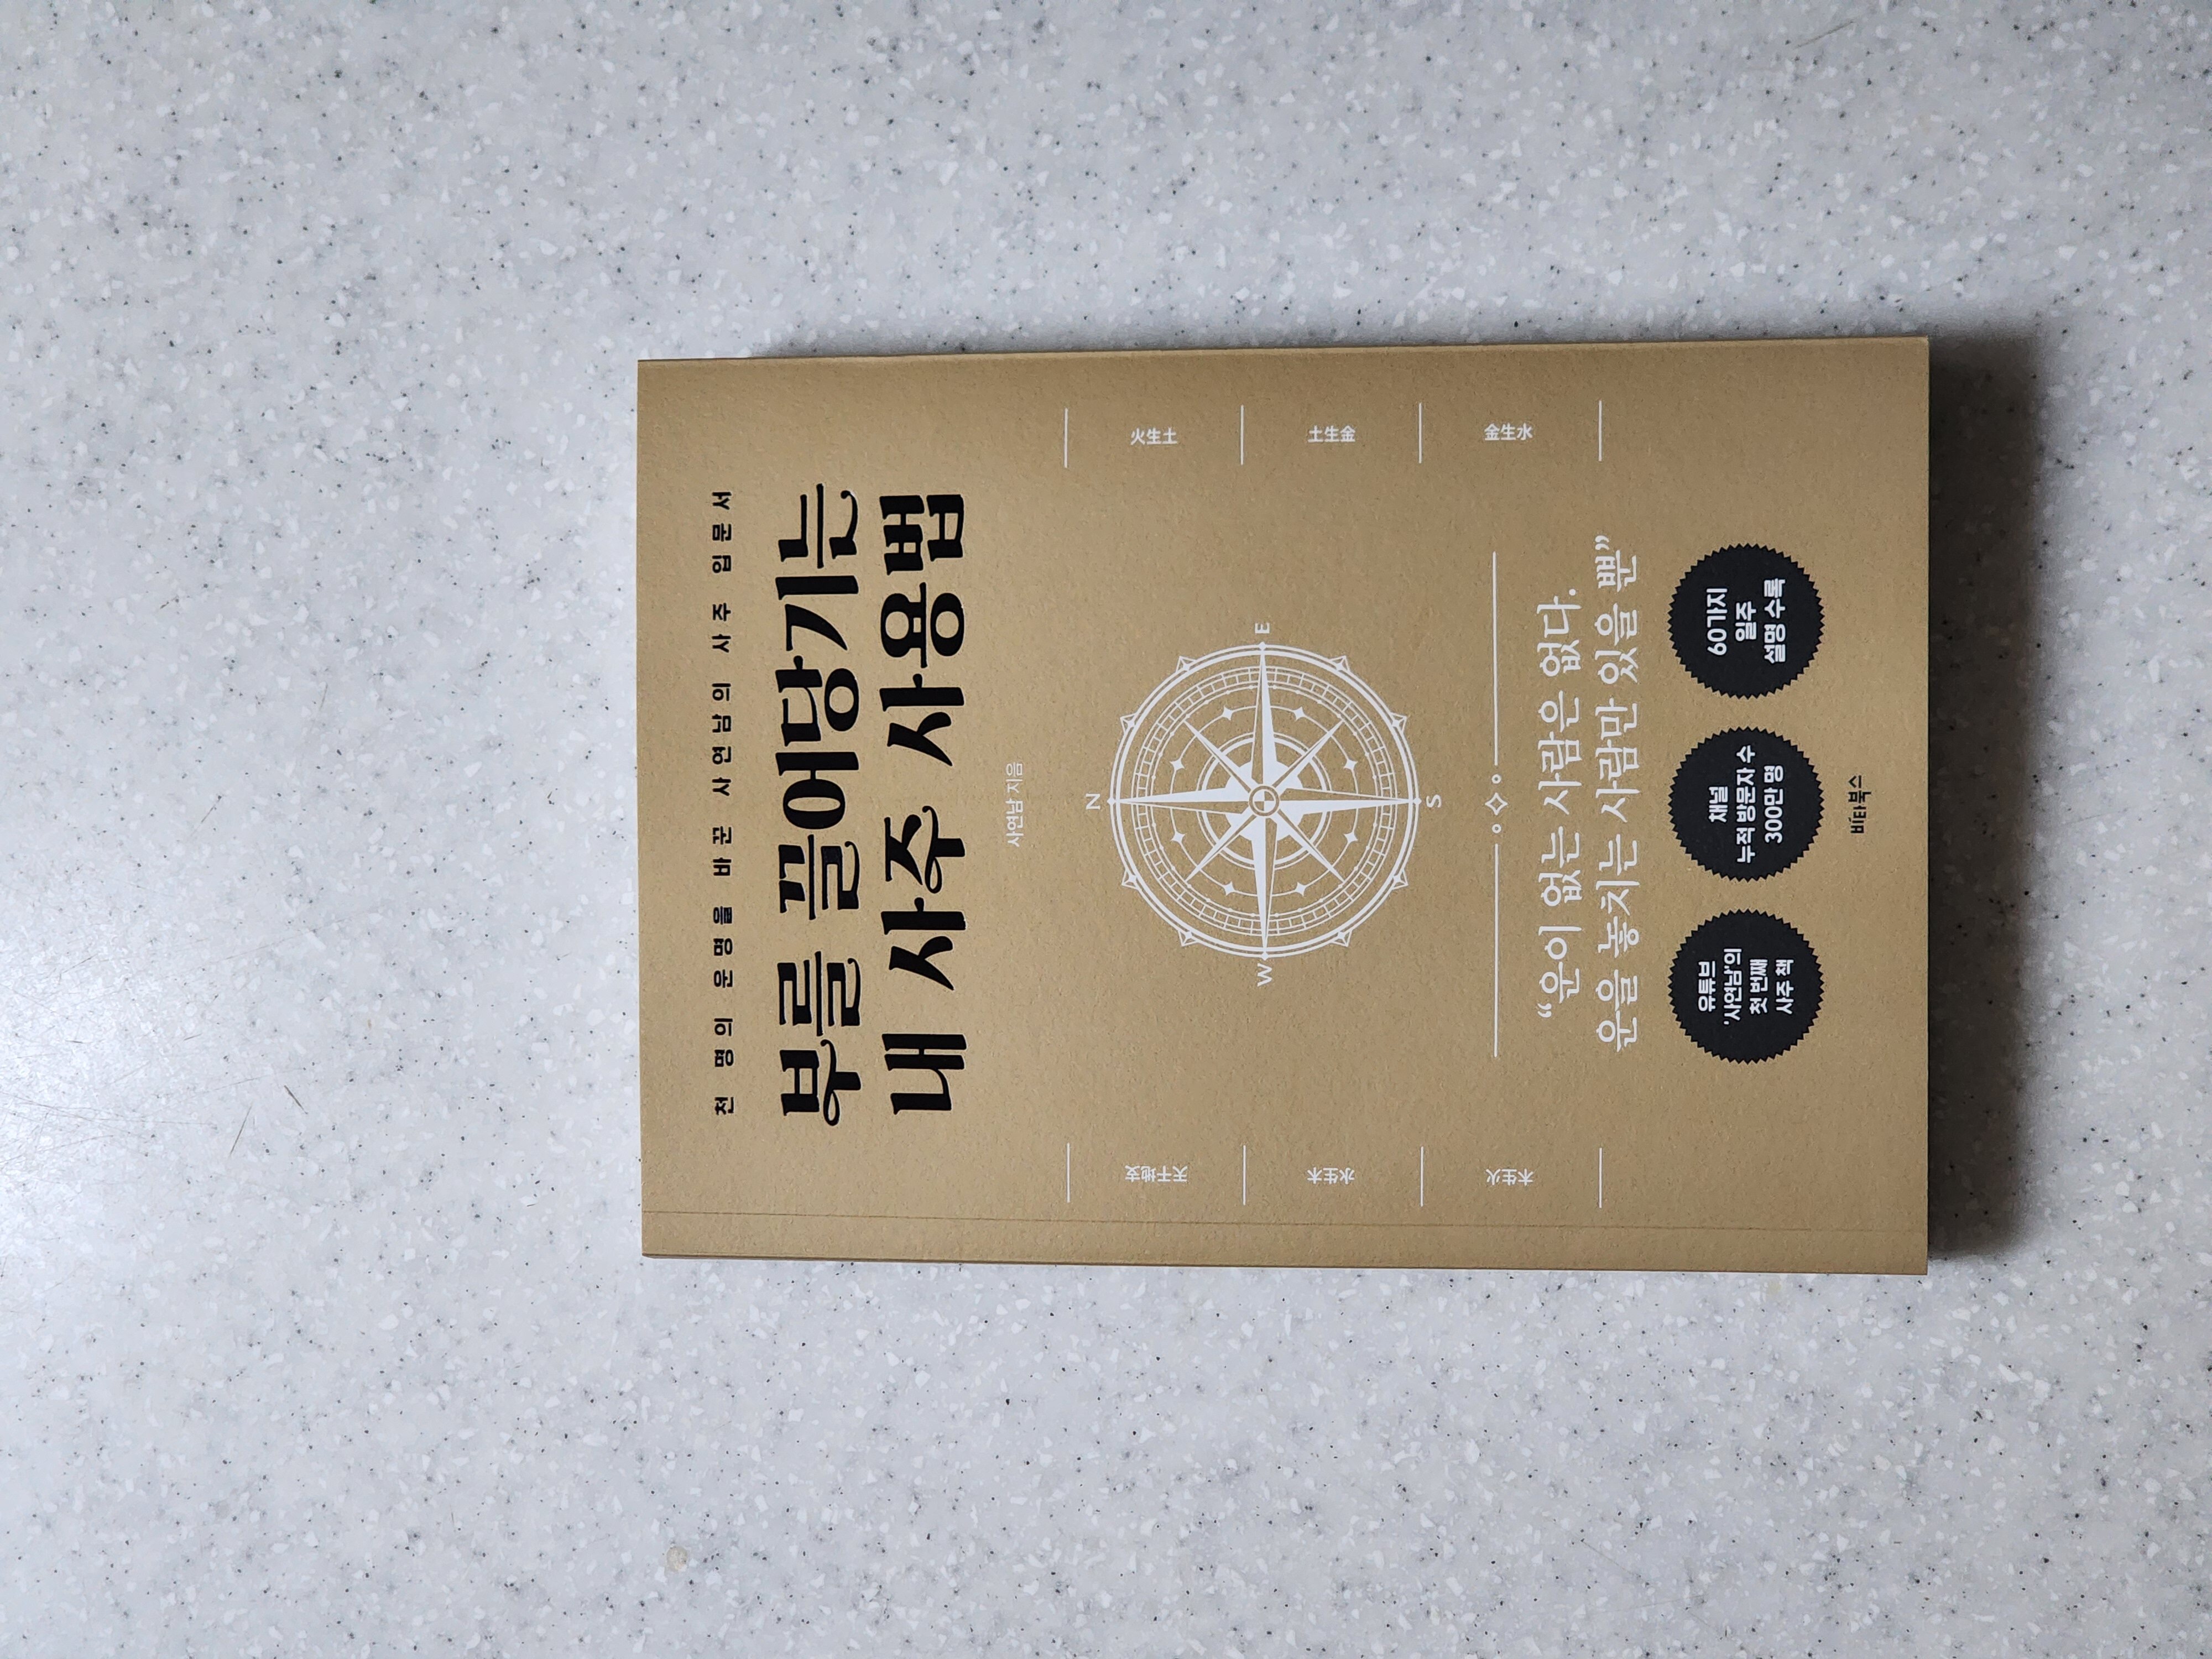 천 명의 운명을 바꾼 사연남의 사주 입문서
부를 끌어당기는
내 사주 사용법
사연남 지음
天干地支
水生木
木生火
火生土
土生金
金生水
N
W
E
S
“운이 없는 사람은 없다.
운을 놓치는 사람만 있을 뿐”
유튜브
'사연남'의
첫 번째
사주 책
채널
누적 방문자 수
300만 명
60가지
일주
설명 수록
비타북스